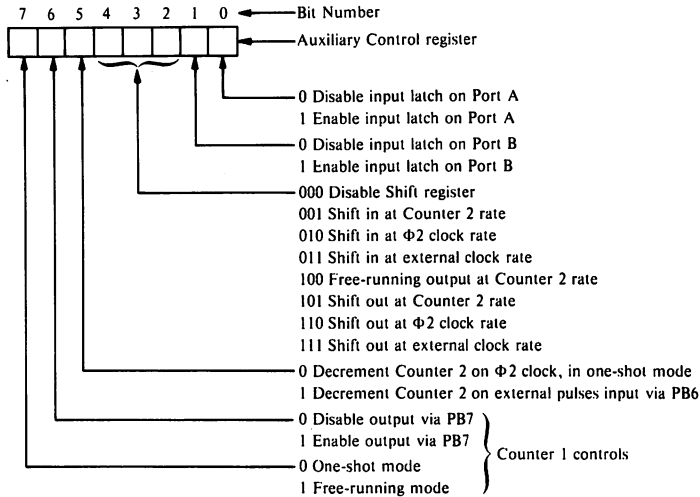 7 6 5 4 3 2 1 0 Bit Number
Auxiliary Control register
0 Disable input latch on Port A
1 Enable input latch on Port A
0 Disable input latch on Port B
1 Enable input latch on Port B
000 Disable Shift register
001 Shift in at Counter 2 rate
010 Shift in at Φ2 clock rate
011 Shift in at external clock rate
100 Free-running output at Counter 2 rate
101 Shift out at Counter 2 rate
110 Shift out at Φ2 clock rate
111 Shift out at external clock rate
0 Decrement Counter 2 on Φ2 clock, in one-shot mode
1 Decrement Counter 2 on external pulses input via PB6
0 Disable output via PB7
1 Enable output via PB7
Counter 1 controls
0 One-shot mode
1 Free-running mode